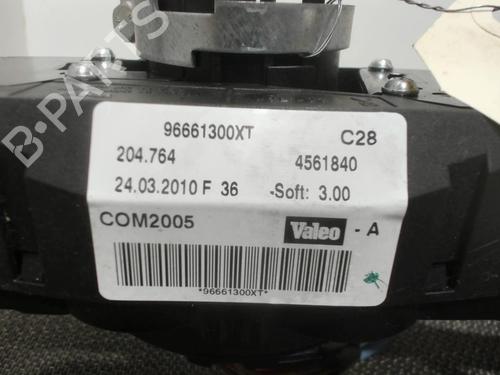 96661300XT C28
204.764 4561840
24.03.2010 F 36 -Soft: 3.00
COM2005 Valeo - A
*96661300XT*
B-PARTS